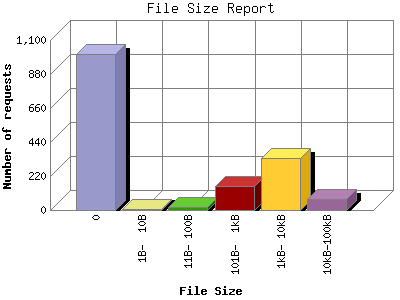 File Size Report
1,100
880
660
440
220
0
Number of requests
0
1B- 10B
11B- 100B
101B- 1kB
1kB- 10kB
10kB-100kB
File Size